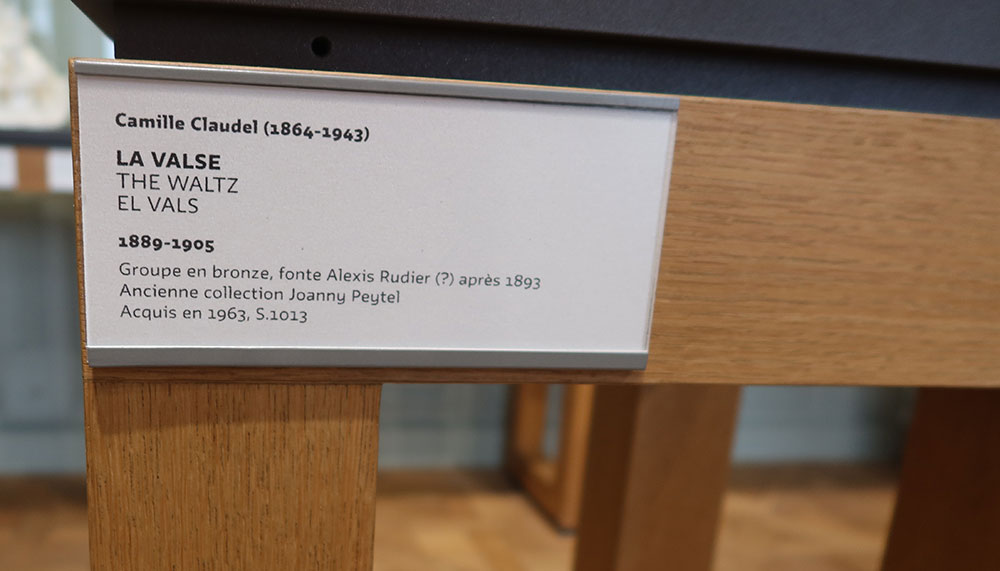 Camille Claudel (1864-1943)
LA VALSE
THE WALTZ
EL VALS
1889-1905
Groupe en bronze, fonte Alexis Rudier (?) après 1893
Ancienne collection Joanny Peytel
Acquis en 1963, S.1013